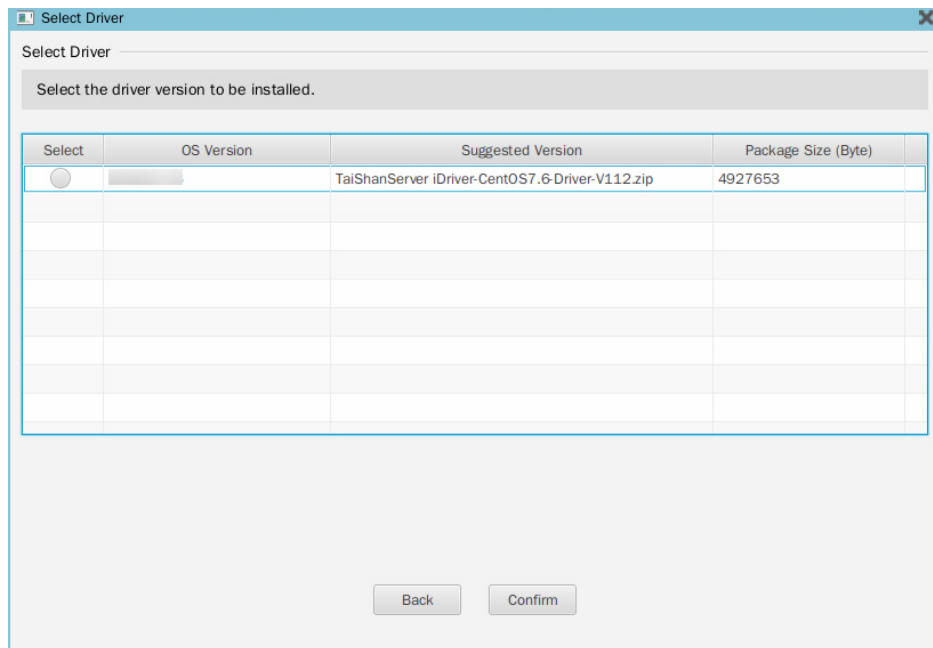 Select Driver
Select Driver
Select the driver version to be installed.
Select OS Version Suggested Version Package Size (Byte)
TaiShanServer iDriver-CentOS7.6-Driver-V112.zip 4927653
Back Confirm